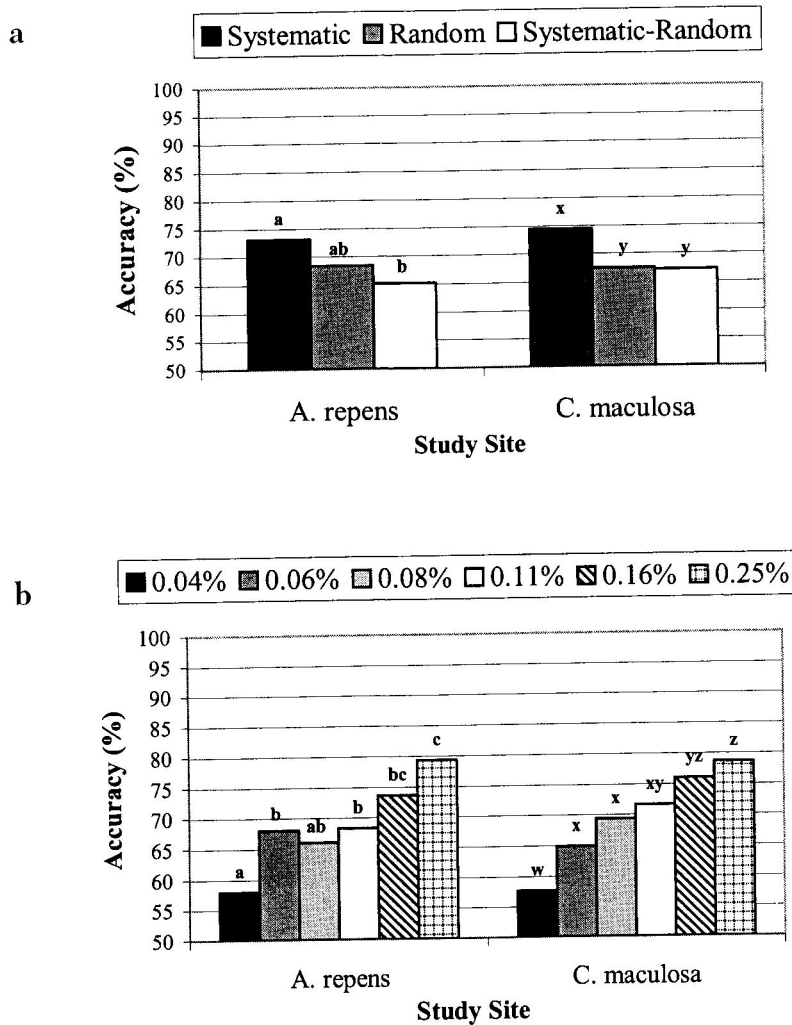 a
Systematic Random Systematic-Random
100
95
90
85
80
75
70
65
60
55
50
Accuracy (%)
a
ab
b
x
y
y
A. repens
C. maculosa
Study Site
b
0.04% 0.06% 0.08% 0.11% 0.16% 0.25%
100
95
90
85
80
75
70
65
60
55
50
Accuracy (%)
a
b
ab
b
bc
c
w
x
x
xy
yz
z
A. repens
C. maculosa
Study Site